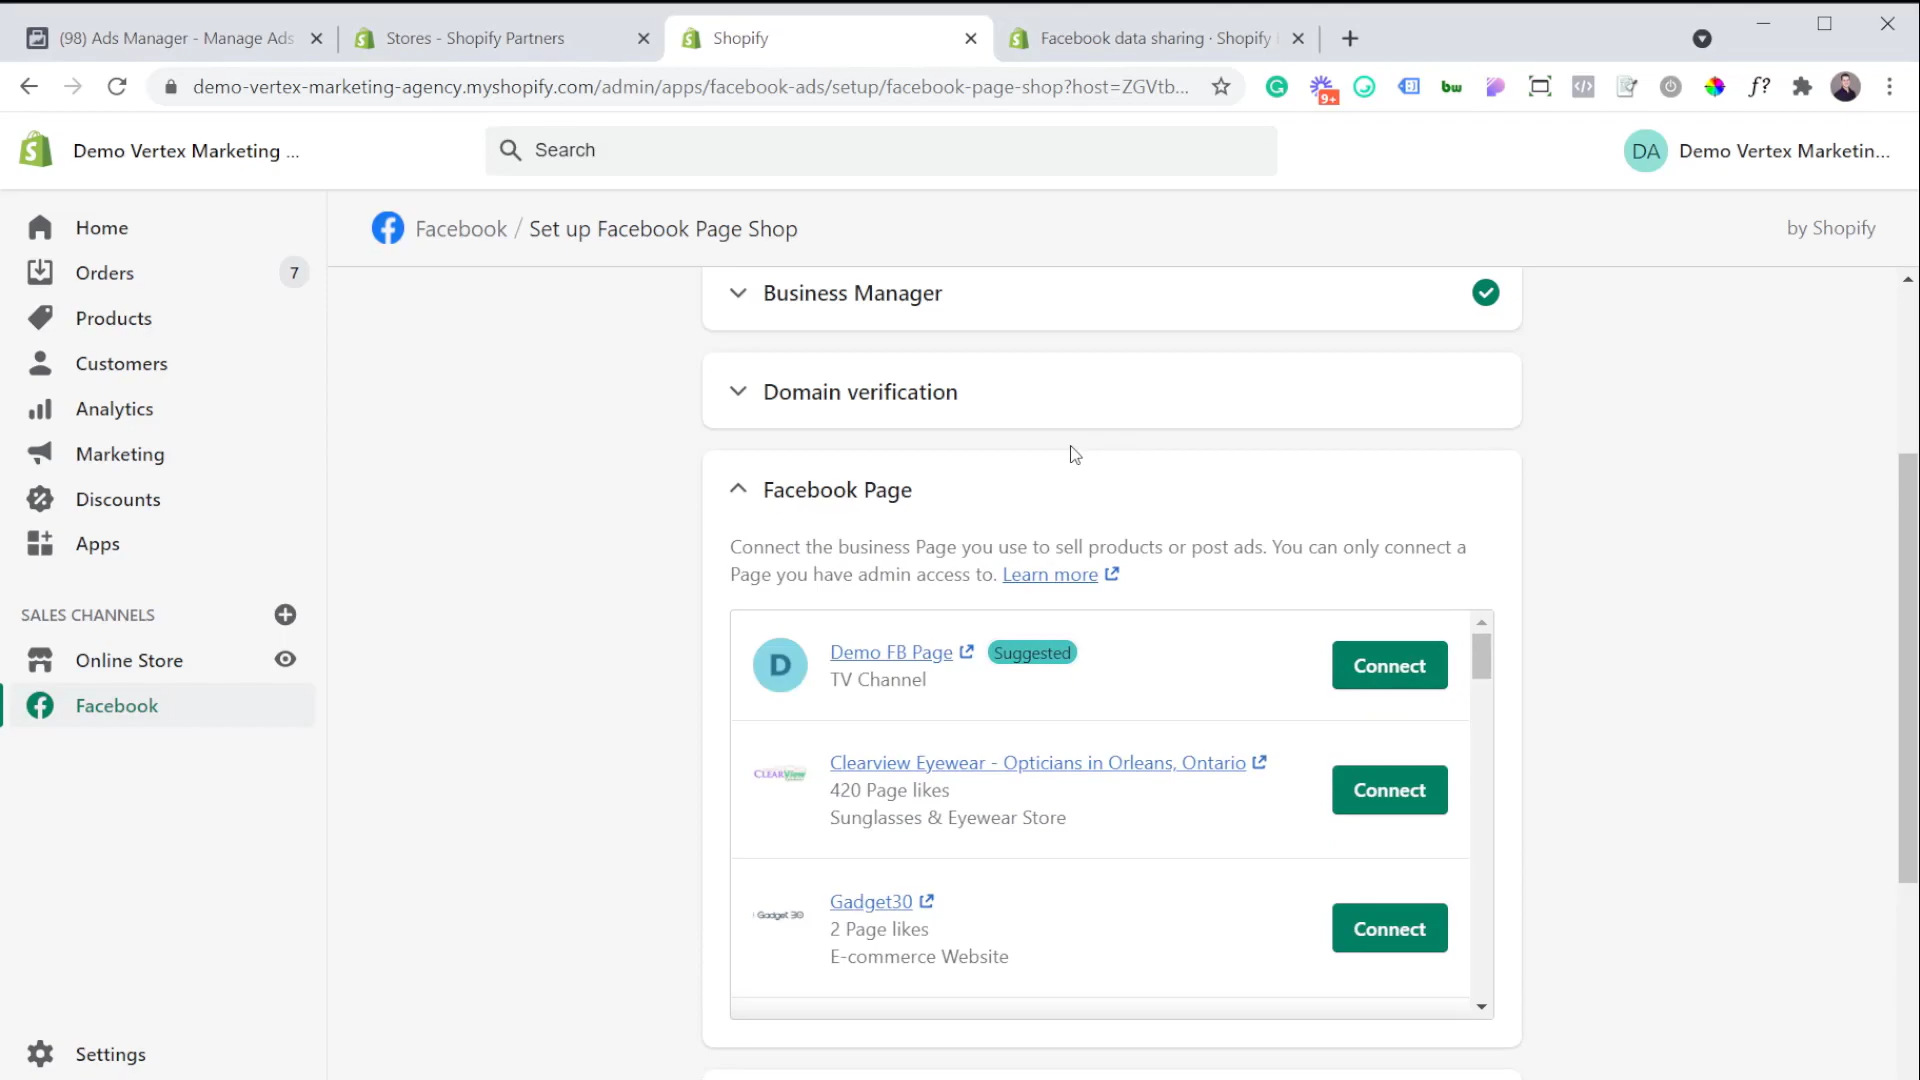 (98) Ads Manager - Manage Ads
Stores - Shopify Partners
Shopify
Facebook data sharing · Shopify
demo-vertex-marketing-agency.myshopify.com/admin/apps/facebook-ads/setup/facebook-page-shop?host=ZGVtb...
9+
bw
f?
Demo Vertex Marketing ...
Search
DA
Demo Vertex Marketin...
Home
Orders
7
Products
Customers
Analytics
Marketing
Discounts
Apps
SALES CHANNELS
Online Store
Facebook
Settings
Facebook / Set up Facebook Page Shop
by Shopify
Business Manager
Domain verification
Facebook Page
Connect the business Page you use to sell products or post ads. You can only connect a
Page you have admin access to. Learn more
D
Demo FB Page
Suggested
TV Channel
Connect
CLEARView
Clearview Eyewear - Opticians in Orleans, Ontario
420 Page likes
Sunglasses & Eyewear Store
Connect
Gadget 30
Gadget30
2 Page likes
E-commerce Website
Connect